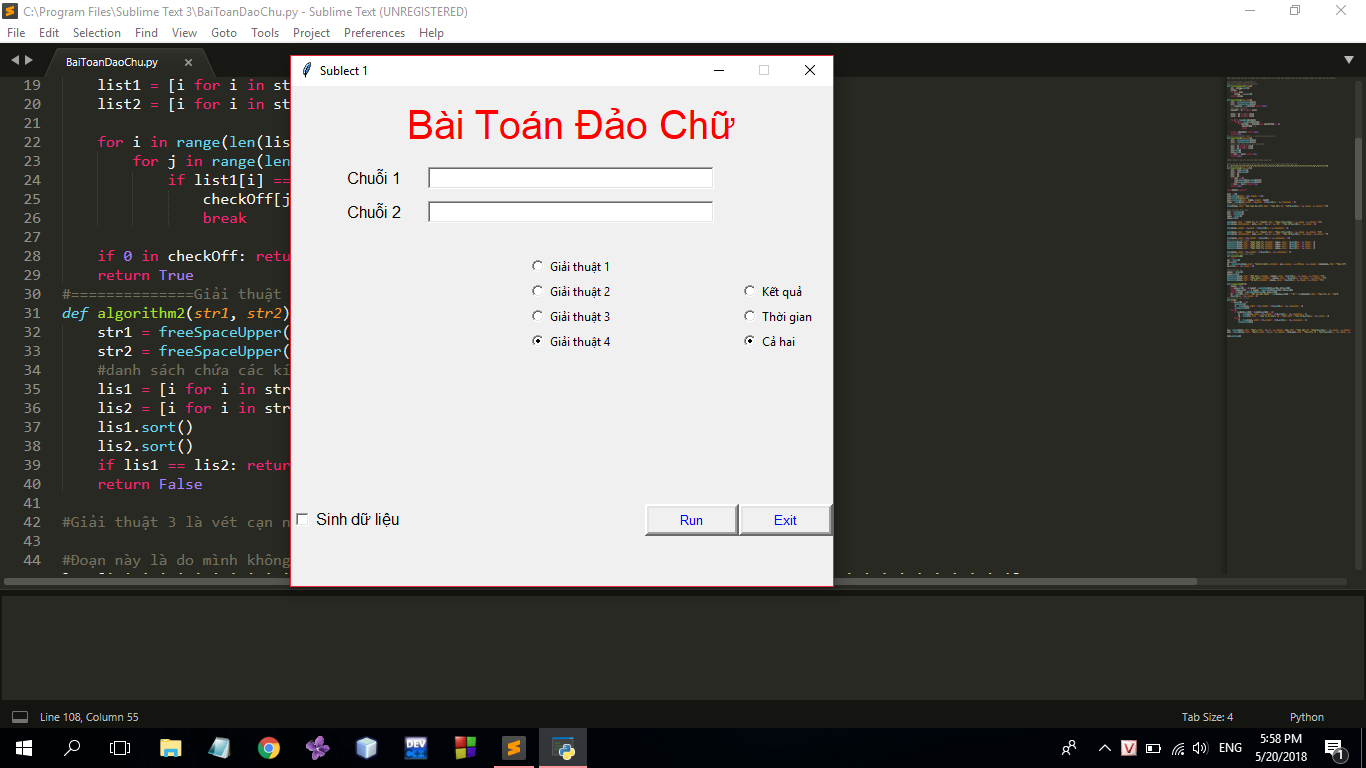 C:\Program Files\Sublime Text 3\BaiToanDaoChu.py - Sublime Text (UNREGISTERED)
File Edit Selection Find View Goto Tools Project Preferences Help
BaiToanDaoChu.py
Sublect 1
Bài Toán Đảo Chữ
Chuỗi 1
Chuỗi 2
Giải thuật 1
Giải thuật 2 Kết quả
Giải thuật 3 Thời gian
Giải thuật 4 Cả hai
Sinh dữ liệu Run Exit
19 list1 = [i for i in st
20 list2 = [i for i in st
21
22 for i in range(len(lis
23 for j in range(len
24 if list1[i] ==
25 checkOff[j
26 break
27
28 if 0 in checkOff: retu
29 return True
30 #==============Giải thuật
31 def algorithm2(str1, str2)
32 str1 = freeSpaceUpper(
33 str2 = freeSpaceUpper(
34 #danh sách chứa các kí
35 lis1 = [i for i in str
36 lis2 = [i for i in str
37 lis1.sort()
38 lis2.sort()
39 if lis1 == lis2: retur
40 return False
41
42 #Giải thuật 3 là vét cạn n
43
44 #Đoạn này là do mình không
Line 108, Column 55 Tab Size: 4 Python
DEV
V ENG 5:58 PM
5/20/2018 1